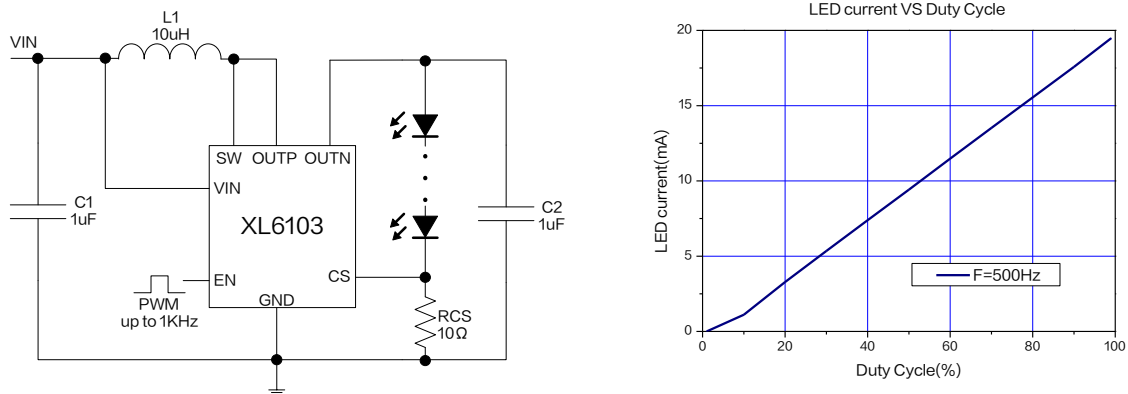 L1
10uH
VIN
SW OUTP OUTN
VIN
XL6103
C1
1uF
C2
1uF
EN
CS
PWM
up to 1KHz
GND
RCS
10Ω
LED current VS Duty Cycle
20
15
10
5
0
LED current(mA)
F=500Hz
0 20 40 60 80 100
Duty Cycle(%)